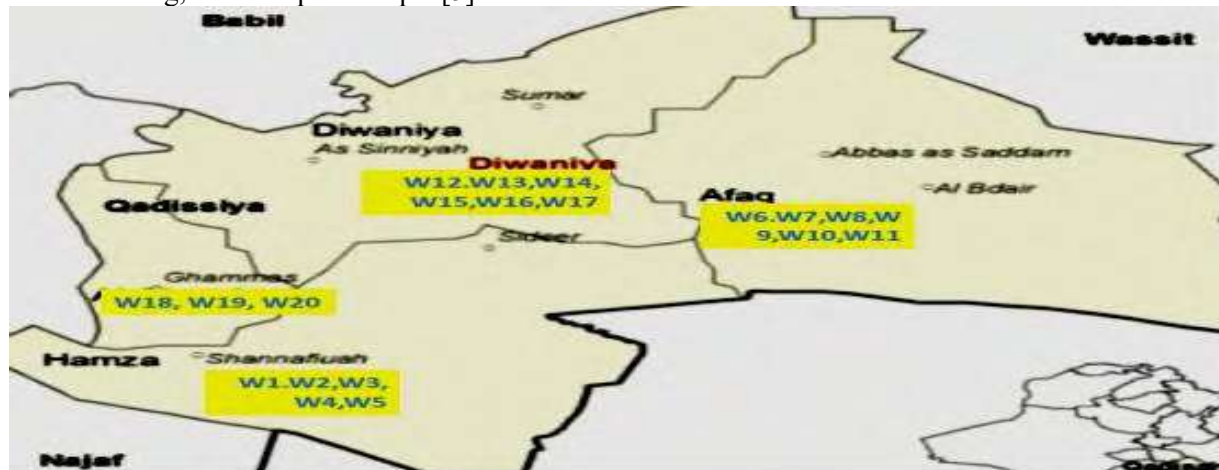 Babil
Wassit
Sumar
Diwaniya
As Sinniyah
Diwaniya
W12.W13,W14,
W15,W16,W17
Abbas as Saddam
Al Bdair
Afaq
W6.W7,W8,W
9,W10,W11
Qadissiya
Sideer
Ghammas
W18, W19, W20
Hamza
Shannafiuah
W1.W2,W3,
W4,W5
Najaf